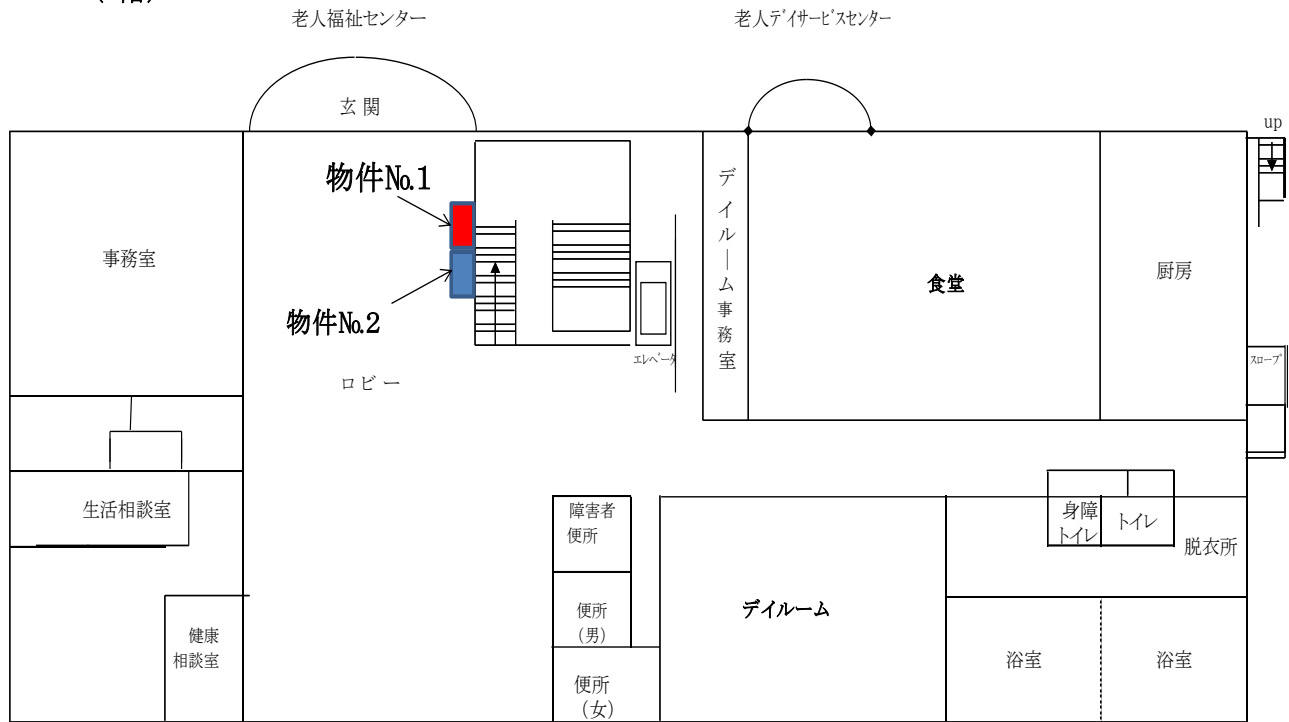 老人福祉センター
老人デイサービスセンター
玄 関
up
物件№1
デイルーム事務室
事務室
食堂
厨房
物件№2
エレベータ
スロープ
ロ ビ ー
生活相談室
障害者
便所
身障
トイレ
トイレ
脱衣所
便所
(男)
デイルーム
健康
相談室
浴室
浴室
便所
(女)